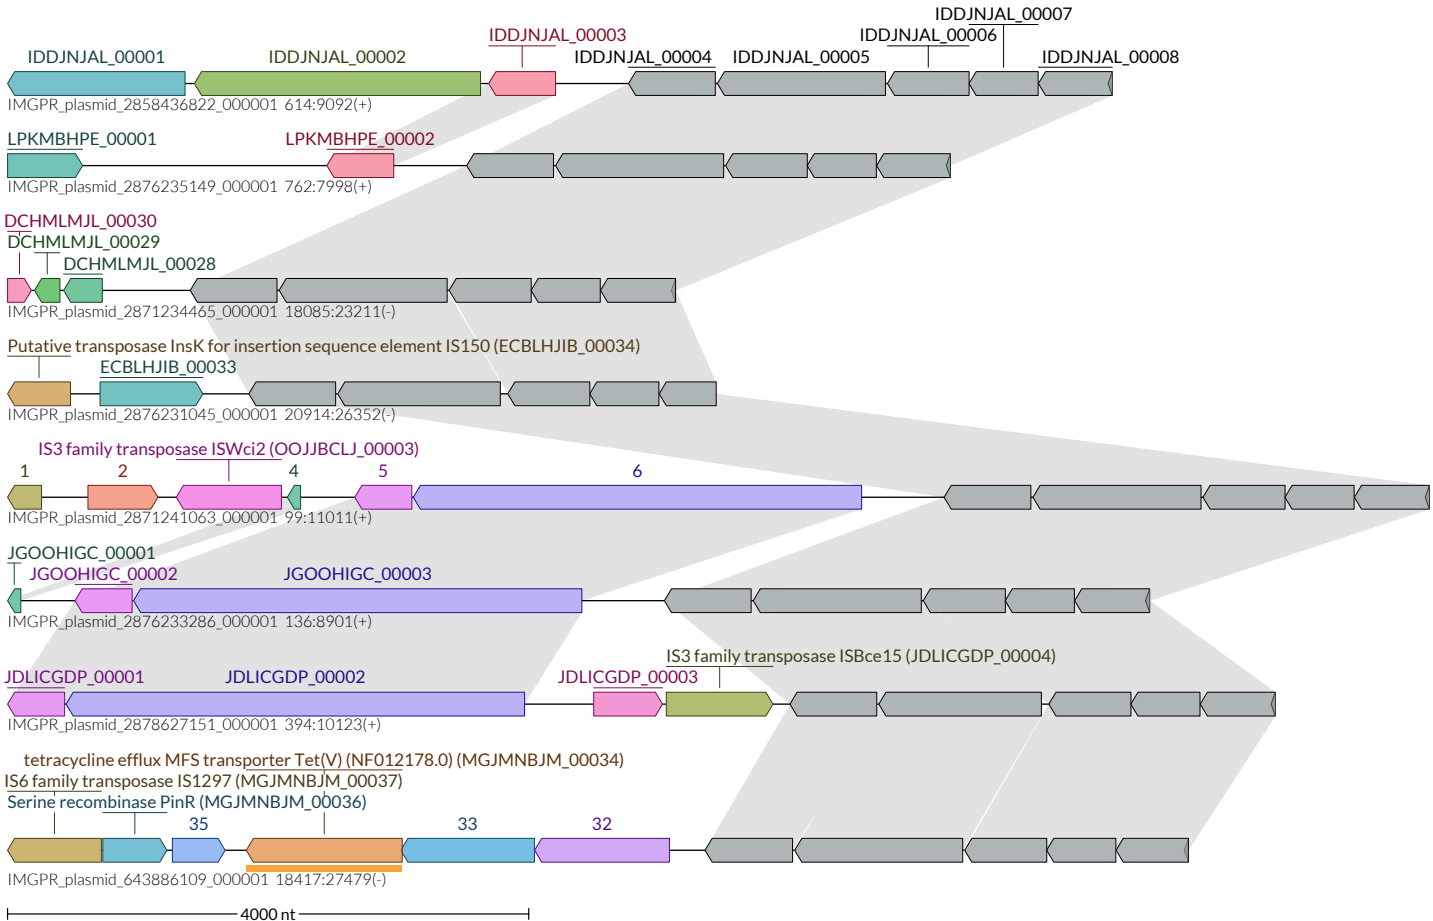 IDDJNJAL_00007
IDDJNJAL_00003 IDDJNJAL_00006
IDDJNJAL_00001 IDDJNJAL_00002 IDDJNJAL_00004 IDDJNJAL_00005 IDDJNJAL_00008
IMGPR_plasmid_2858436822_000001 614:9092(+)
LPKMBHPE_00001 LPKMBHPE_00002
IMGPR_plasmid_2876235149_000001 762:7998(+)
DCHMLMJL_00030
DCHMLMJL_00029
DCHMLMJL_00028
IMGPR_plasmid_2871234465_000001 18085:23211(-)
Putative transposase InsK for insertion sequence element IS150 (ECBLHJIB_00034)
ECBLHJIB_00033
IMGPR_plasmid_2876231045_000001 20914:26352(-)
IS3 family transposase ISWci2 (OOJJBCLJ_00003)
1 2 4 5 6
IMGPR_plasmid_2871241063_000001 99:11011(+)
JGOOHIGC_00001
JGOOHIGC_00002 JGOOHIGC_00003
IMGPR_plasmid_2876233286_000001 136:8901(+)
IS3 family transposase ISBce15 (JDLICGDP_00004)
JDLICGDP_00001 JDLICGDP_00002 JDLICGDP_00003
IMGPR_plasmid_2878627151_000001 394:10123(+)
tetracycline efflux MFS transporter Tet(V) (NF012178.0) (MGJMNBJM_00034)
IS6 family transposase IS1297 (MGJMNBJM_00037)
Serine recombinase PinR (MGJMNBJM_00036)
35 33 32
IMGPR_plasmid_643886109_000001 18417:27479(-)
4000 nt